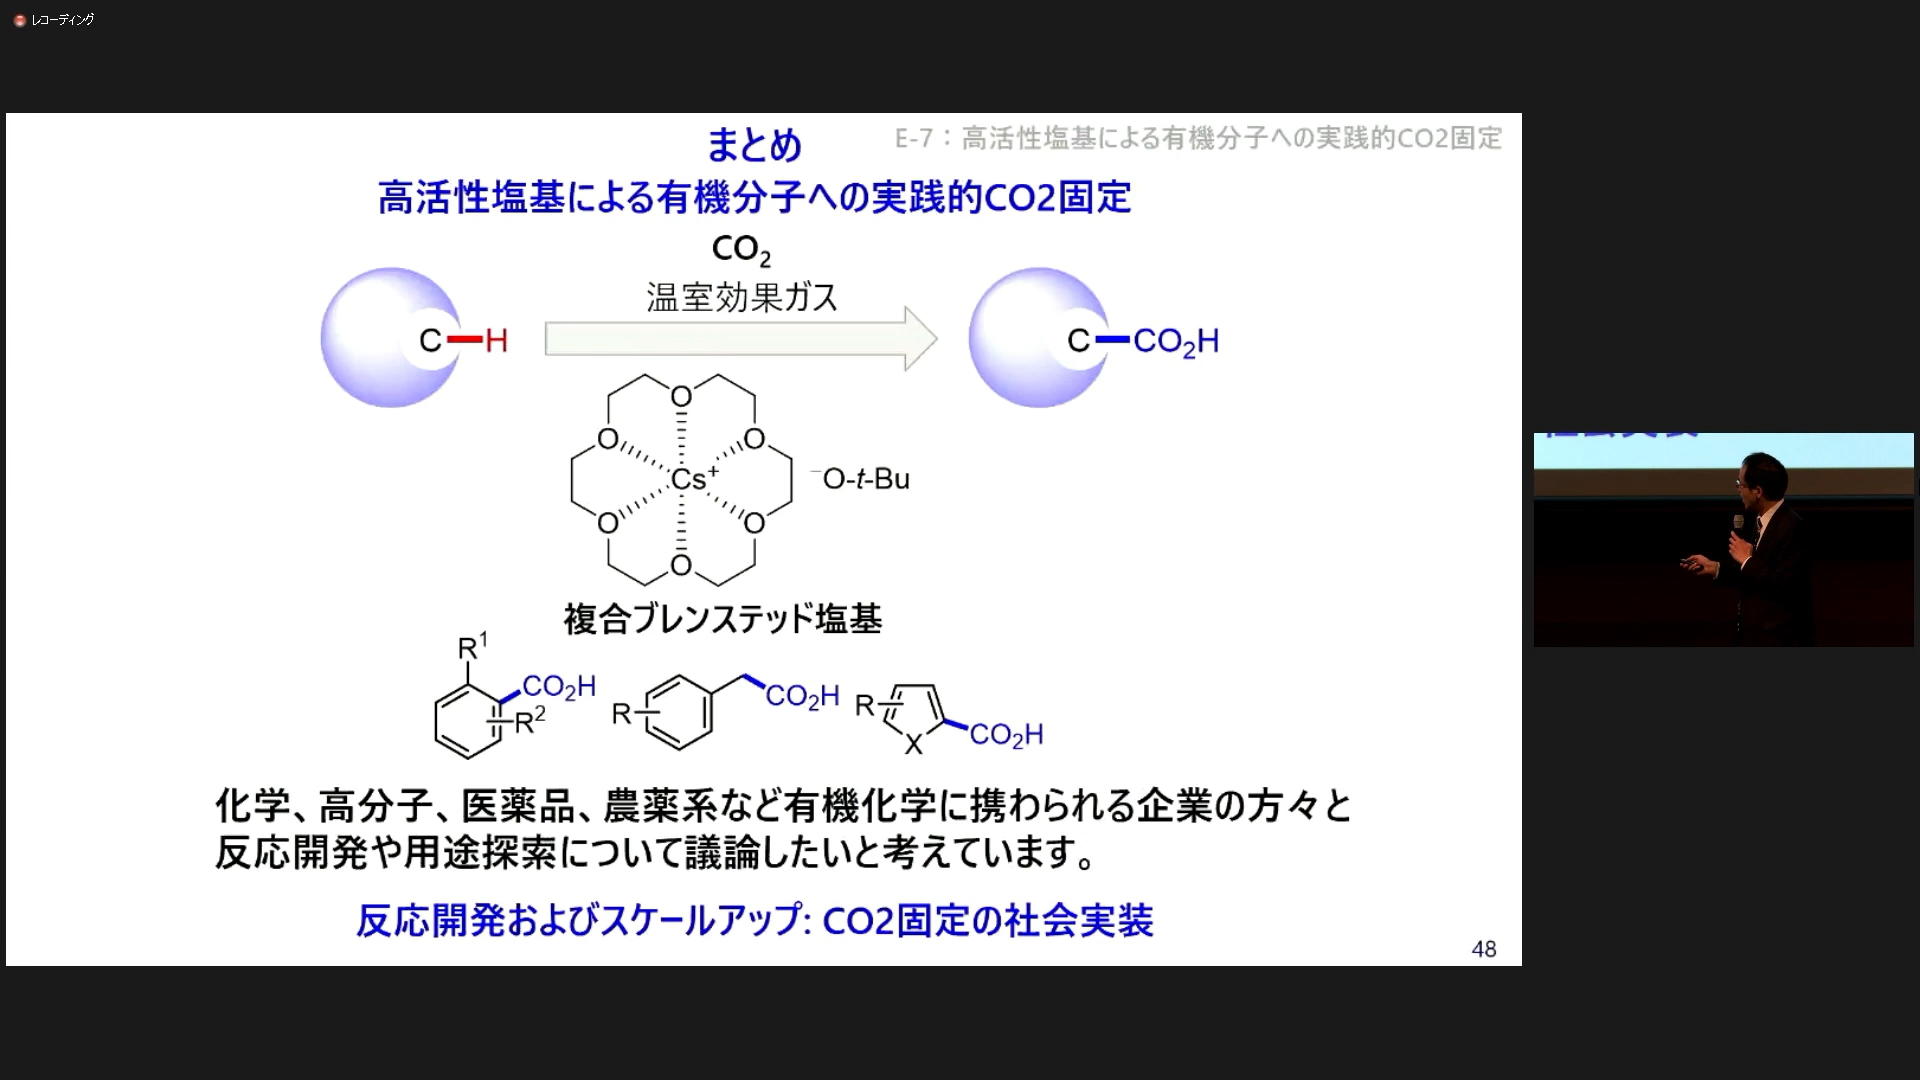 レコーディング
E-7：高活性塩基による有機分子への実践的CO2固定
まとめ
高活性塩基による有機分子への実践的CO2固定
CO₂
温室効果ガス
C H
C CO₂H
O
O O
Cs⁺ ⁻O-t-Bu
O O
O
複合ブレンステッド塩基
R¹
CO₂H
R²
R CO₂H
R
X CO₂H
化学、高分子、医薬品、農薬系など有機化学に携わられる企業の方々と
反応開発や用途探索について議論したいと考えています。
反応開発およびスケールアップ: CO2固定の社会実装
48